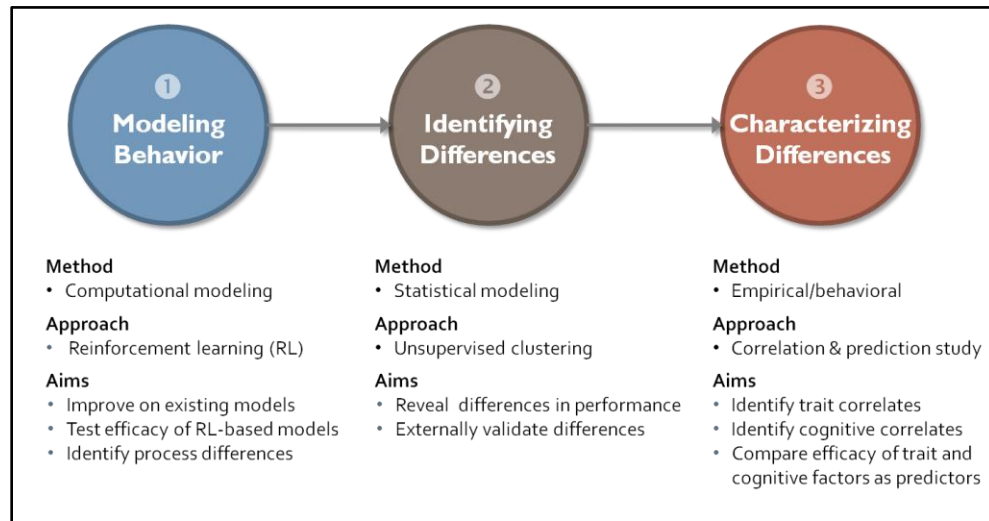 1
Modeling
Behavior
Method
• Computational modeling
Approach
• Reinforcement learning (RL)
Aims
• Improve on existing models
• Test efficacy of RL-based models
• Identify process differences
2
Identifying
Differences
Method
• Statistical modeling
Approach
• Unsupervised clustering
Aims
• Reveal differences in performance
• Externally validate differences
3
Characterizing
Differences
Method
• Empirical/behavioral
Approach
• Correlation & prediction study
Aims
• Identify trait correlates
• Identify cognitive correlates
• Compare efficacy of trait and
cognitive factors as predictors